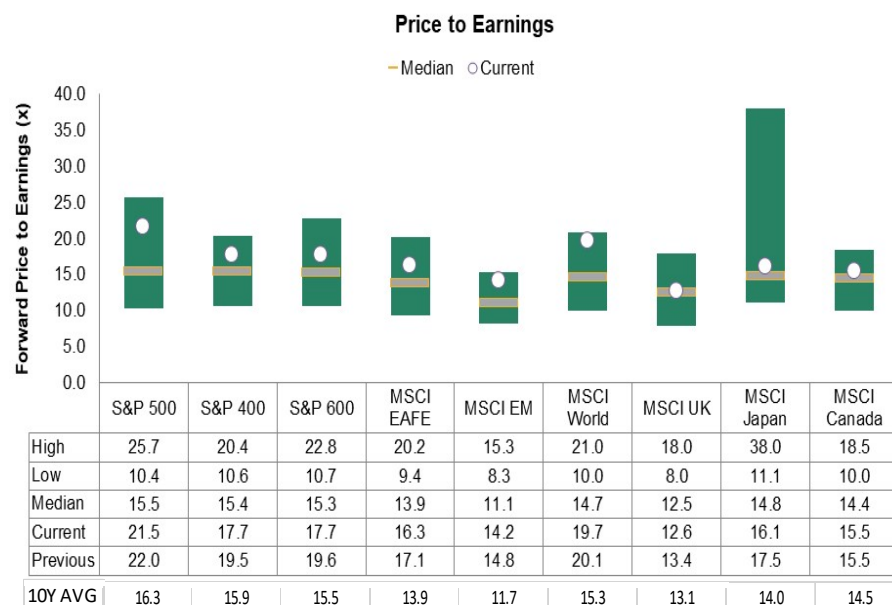 Price to Earnings
Median Current
Forward Price to Earnings (x)
40.0
35.0
30.0
25.0
20.0
15.0
10.0
5.0
0.0
S&P 500 S&P 400 S&P 600 MSCI EAFE MSCI EM MSCI World MSCI UK MSCI Japan MSCI Canada
High 25.7 20.4 22.8 20.2 15.3 21.0 18.0 38.0 18.5
Low 10.4 10.6 10.7 9.4 8.3 10.0 8.0 11.1 10.0
Median 15.5 15.4 15.3 13.9 11.1 14.7 12.5 14.8 14.4
Current 21.5 17.7 17.7 16.3 14.2 19.7 12.6 16.1 15.5
Previous 22.0 19.5 19.6 17.1 14.8 20.1 13.4 17.5 15.5
10Y AVG 16.3 15.9 15.5 13.9 11.7 15.3 13.1 14.0 14.5